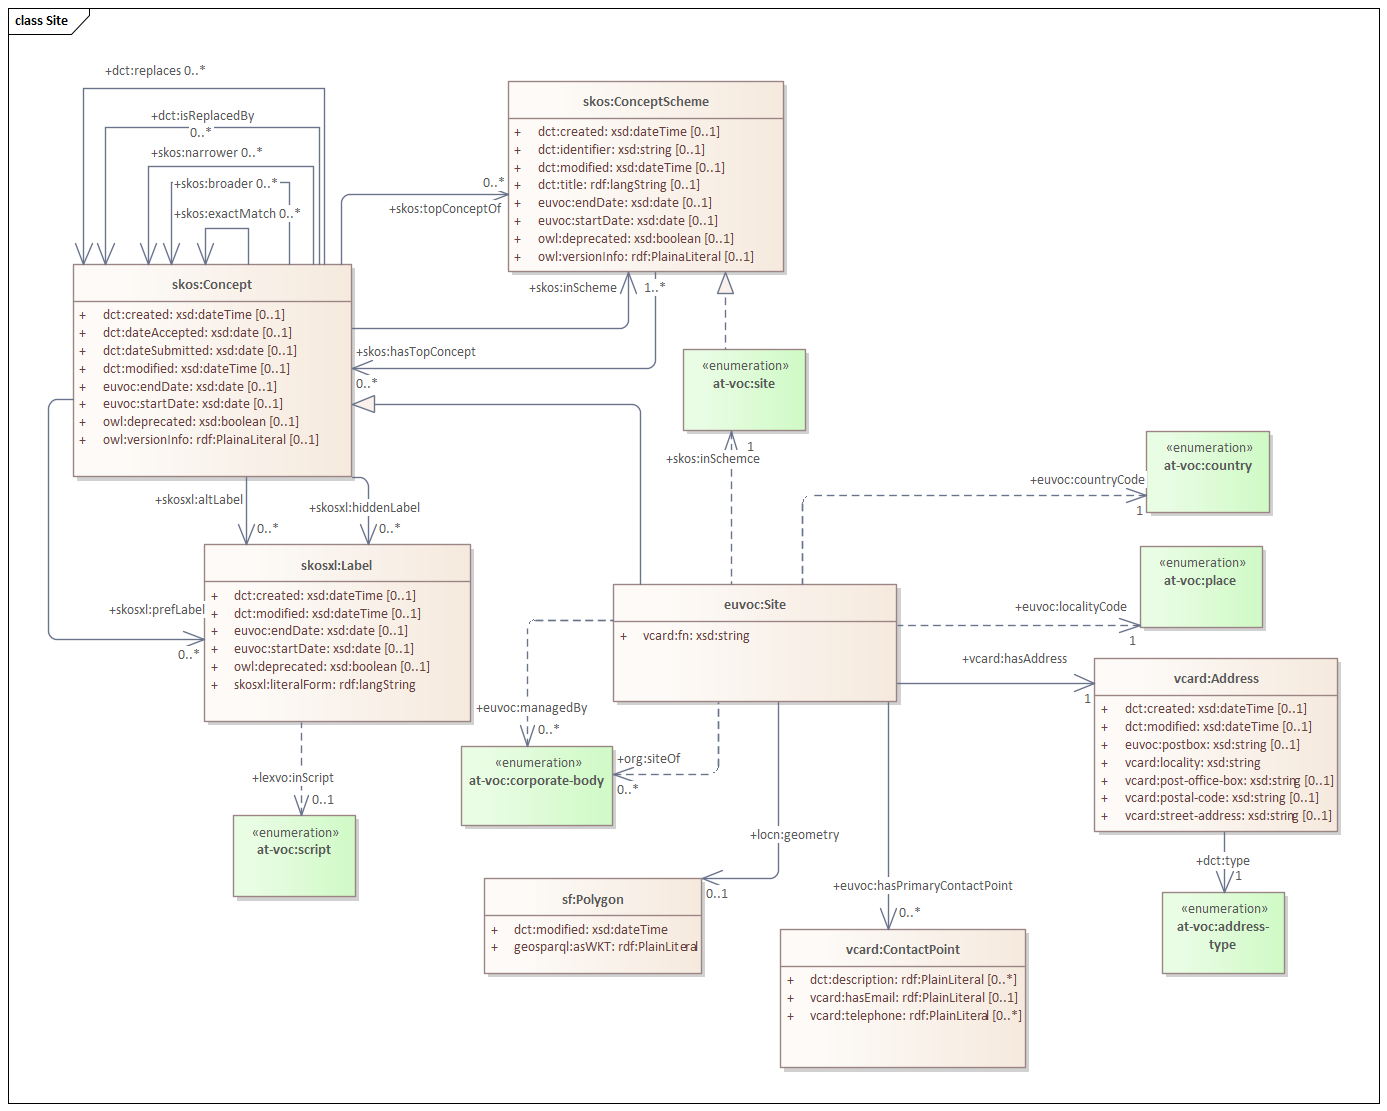 class Site
+dct:replaces 0..*
+dct:isReplacedBy
0..*
+skos:narrower 0..*
+skos:broader 0..*
+skos:exactMatch 0..*
skos:ConceptScheme
+ dct:created: xsd:dateTime [0..1]
+ dct:identifier: xsd:string [0..1]
+ dct:modified: xsd:dateTime [0..1]
+ dct:title: rdf:langString [0..1]
+ euvoc:endDate: xsd:date [0..1]
+ euvoc:startDate: xsd:date [0..1]
+ owl:deprecated: xsd:boolean [0..1]
+ owl:versionInfo: rdf:PlainaLiteral [0..1]
0..*
+skos:topConceptOf
skos:Concept
+ dct:created: xsd:dateTime [0..1]
+ dct:dateAccepted: xsd:date [0..1]
+ dct:dateSubmitted: xsd:date [0..1]
+ dct:modified: xsd:dateTime [0..1]
+ euvoc:endDate: xsd:date [0..1]
+ euvoc:startDate: xsd:date [0..1]
+ owl:deprecated: xsd:boolean [0..1]
+ owl:versionInfo: rdf:PlainaLiteral [0..1]
+skos:inScheme
1..*
+skos:hasTopConcept
0..*
«enumeration»
at-voc:site
1
+skos:inSchemce
«enumeration»
at-voc:country
+euvoc:countryCode
1
+skosxl:altLabel
0..*
+skosxl:hiddenLabel
0..*
skosxl:Label
+ dct:created: xsd:dateTime [0..1]
+ dct:modified: xsd:dateTime [0..1]
+ euvoc:endDate: xsd:date [0..1]
+ euvoc:startDate: xsd:date [0..1]
+ owl:deprecated: xsd:boolean [0..1]
+ skosxl:literalForm: rdf:langString
+skosxl:prefLabel
0..*
«enumeration»
at-voc:place
+euvoc:localityCode
1
euvoc:Site
+ vcard:fn: xsd:string
+vcard:hasAddress
1
vcard:Address
+ dct:created: xsd:dateTime [0..1]
+ dct:modified: xsd:dateTime [0..1]
+ euvoc:postbox: xsd:string [0..1]
+ vcard:locality: xsd:string
+ vcard:post-office-box: xsd:string [0..1]
+ vcard:postal-code: xsd:string [0..1]
+ vcard:street-address: xsd:string [0..1]
+euvoc:managedBy
0..*
«enumeration»
at-voc:corporate-body
+org:siteOf
0..*
+lexvo:inScript
0..1
«enumeration»
at-voc:script
+locn:geometry
0..1
sf:Polygon
+ dct:modified: xsd:dateTime
+ geosparql:asWKT: rdf:PlainLiteral
+euvoc:hasPrimaryContactPoint
0..*
vcard:ContactPoint
+ dct:description: rdf:PlainLiteral [0..*]
+ vcard:hasEmail: rdf:PlainLiteral [0..1]
+ vcard:telephone: rdf:PlainLiteral [0..*]
+dct:type
1
«enumeration»
at-voc:address-
type